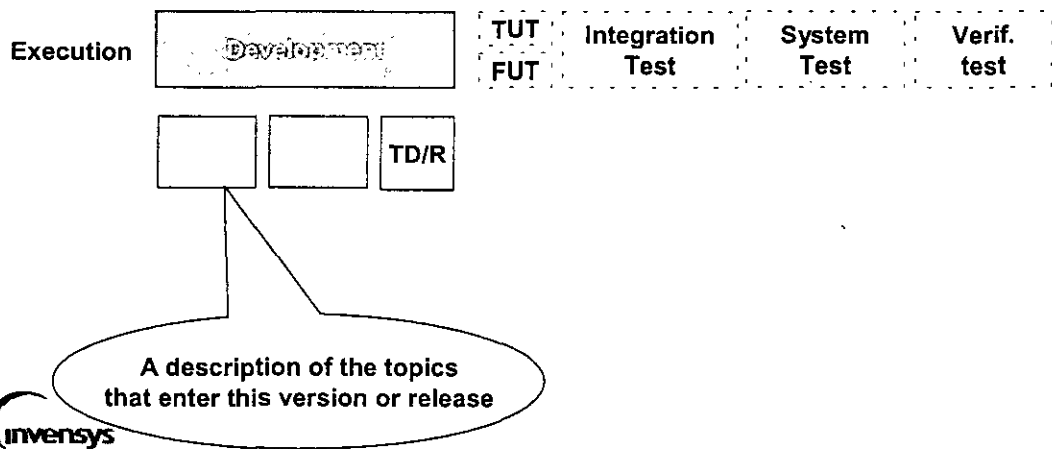 Execution
Development
TUT
FUT
Integration
Test
System
Test
Verif.
test
TD/R
A description of the topics
that enter this version or release
invensys